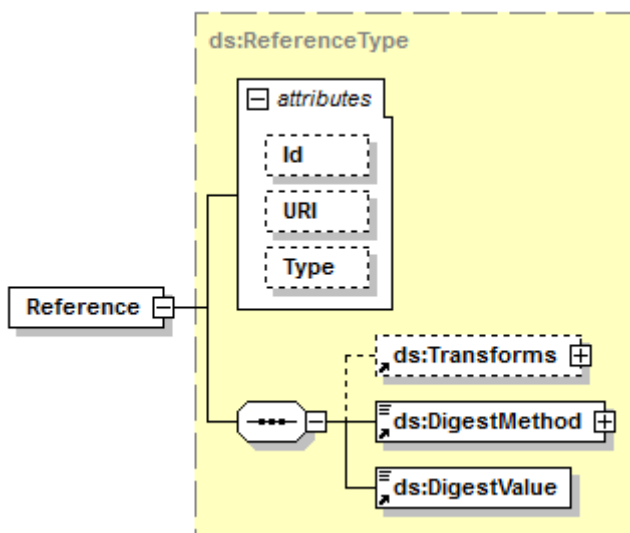 ds:ReferenceType
attributes
Id
URI
Type
Reference
ds:Transforms
ds:DigestMethod
ds:DigestValue